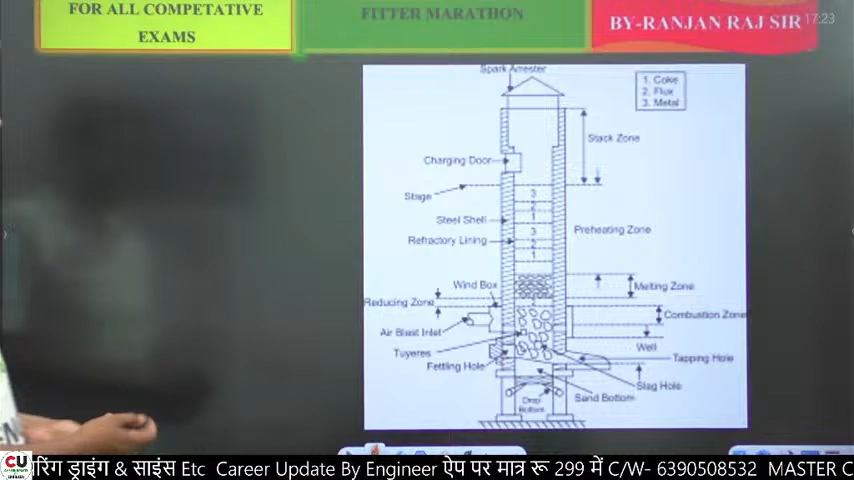 FOR ALL COMPETATIVE
EXAMS
FITTER MARATHON
BY-RANJAN RAJ SIR
17:23
Spark Arrester
1. Coke
2. Flux
3. Metal
Stack Zone
Charging Door
Stage
3
2
1
Steel Shell
3
Preheating Zone
Refractory Lining
2
1
Wind Box
Melting Zone
Reducing Zone
Combustion Zone
Air Blast Inlet
Well
Tuyeres
Tapping Hole
Fettling Hole
Slag Hole
Sand Bottom
Drop
Bottom
CU
रिंग ड्राइंग & साइंस Etc Career Update By Engineer ऐप पर मात्र रू 299 में C/W- 6390508532 MASTER C